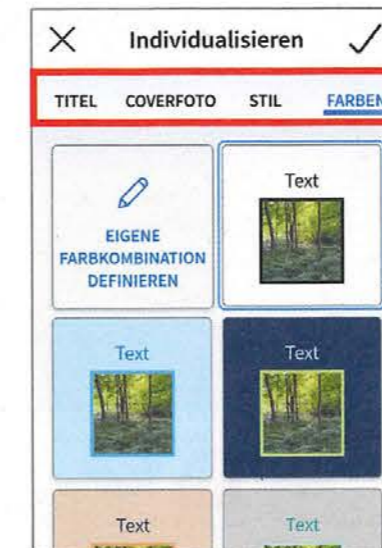 Individualisieren
TITEL COVERFOTO STIL FARBEN
EIGENE
FARBKOMBINATION
DEFINIEREN
Text
Text
Text
Text
Text